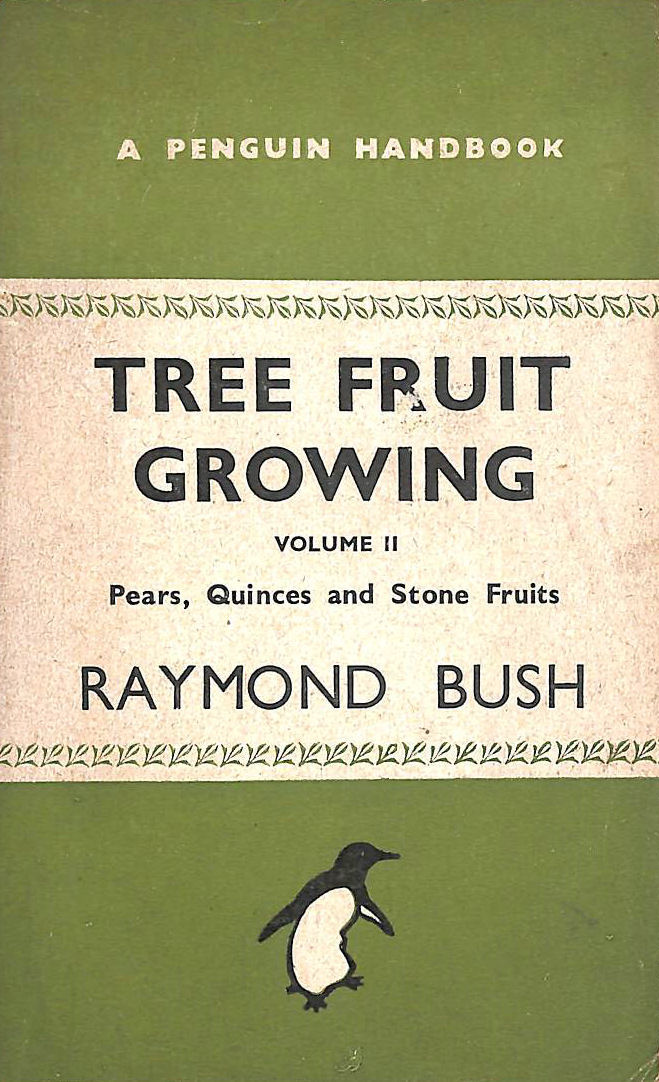 A PENGUIN HANDBOOK
TREE FRUIT
GROWING
VOLUME II
Pears, Quinces and Stone Fruits
RAYMOND BUSH